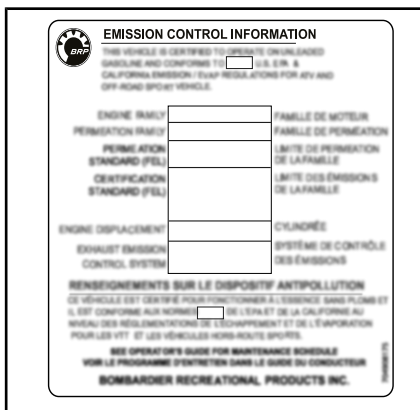 EMISSION CONTROL INFORMATION
BRP
THIS VEHICLE IS CERTIFIED TO OPERATE ON UNLEADED
GASOLINE AND CONFORMS TO U.S. EPA &
CALIFORNIA EMISSION / EVAP REGULATIONS FOR ATV AND
OFF-ROAD SPORT VEHICLE.
ENGINE FAMILY FAMILLE DE MOTEUR
PERMEATION FAMILY FAMILLE DE PERMÉATION
PERMEATION LIMITE DE PERMEATION
STANDARD (FEL) DE LA FAMILLE
CERTIFICATION LIMITE DES ÉMISSIONS
STANDARD (FEL) DE LA FAMILLE
ENGINE DISPLACEMENT CYLINDRÉE
EXHAUST EMISSION SYSTÈME DE CONTRÔLE
CONTROL SYSTEM DES ÉMISSIONS
RENSEIGNEMENTS SUR LE DISPOSITIF ANTIPOLLUTION
CE VÉHICULE EST CERTIFIÉ POUR FONCTIONNER À L'ESSENCE SANS PLOMB ET
IL EST CONFORME AUX NORMES DE L'EPA ET DE LA CALIFORNIE AU
NIVEAU DES RÉGLEMENTATIONS DE L'ÉCHAPPEMENT ET DE L'ÉVAPORATION
POUR LES VTT ET LES VÉHICULES HORS-ROUTE SPORTS.
SEE OPERATOR'S GUIDE FOR MAINTENANCE SCHEDULE
VOIR LE PROGRAMME D'ENTRETIEN DANS LE GUIDE DU CONDUCTEUR
BOMBARDIER RECREATIONAL PRODUCTS INC.